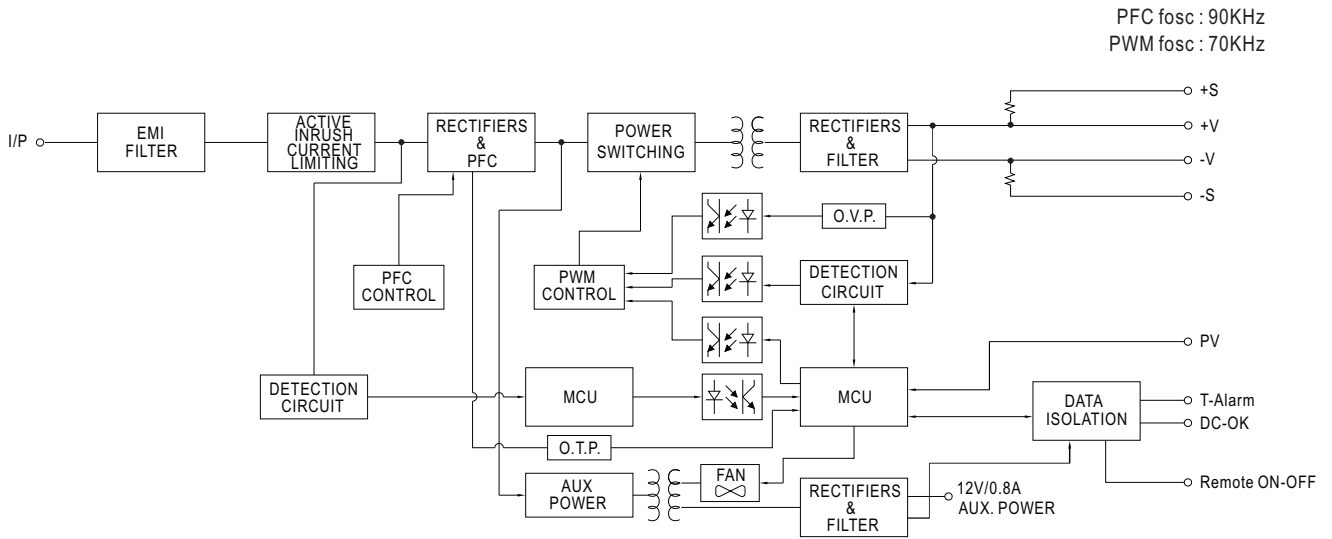 PFC fosc : 90KHz
PWM fosc : 70KHz
I/P
EMI
FILTER
ACTIVE
INRUSH
CURRENT
LIMITING
RECTIFIERS
&
PFC
POWER
SWITCHING
RECTIFIERS
&
FILTER
+S
+V
-V
-S
O.V.P.
PFC
CONTROL
PWM
CONTROL
DETECTION
CIRCUIT
PV
DETECTION
CIRCUIT
MCU
MCU
DATA
ISOLATION
T-Alarm
DC-OK
O.T.P.
Remote ON-OFF
AUX
POWER
FAN
RECTIFIERS
&
FILTER
12V/0.8A
AUX. POWER